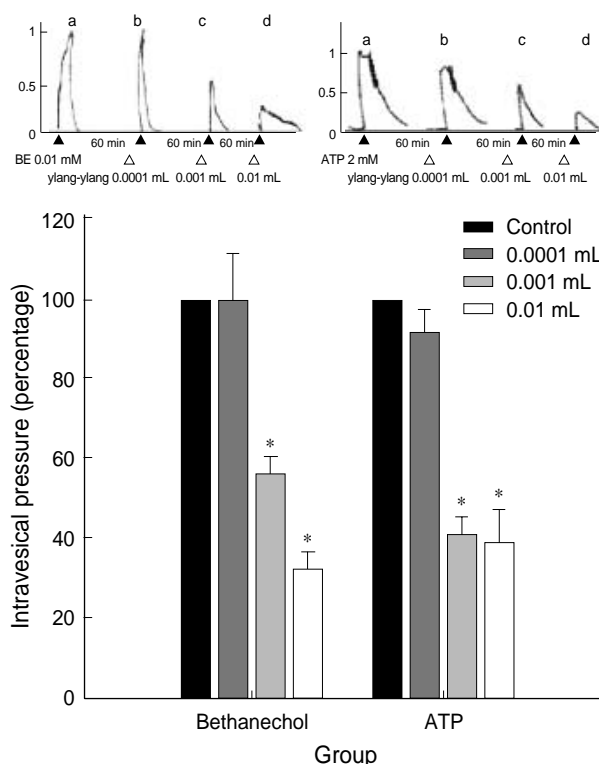 a b c d
1
0.5
0
60 min 60 min 60 min
BE 0.01 mM
ylang-ylang 0.0001 mL 0.001 mL 0.01 mL
a b c d
1
0.5
0
60 min 60 min 60 min
ATP 2 mM
ylang-ylang 0.0001 mL 0.001 mL 0.01 mL
Intravesical pressure (percentage)
120
100
80
60
40
20
0
Control
0.0001 mL
0.001 mL
0.01 mL
* *
* *
Bethanechol ATP
Group